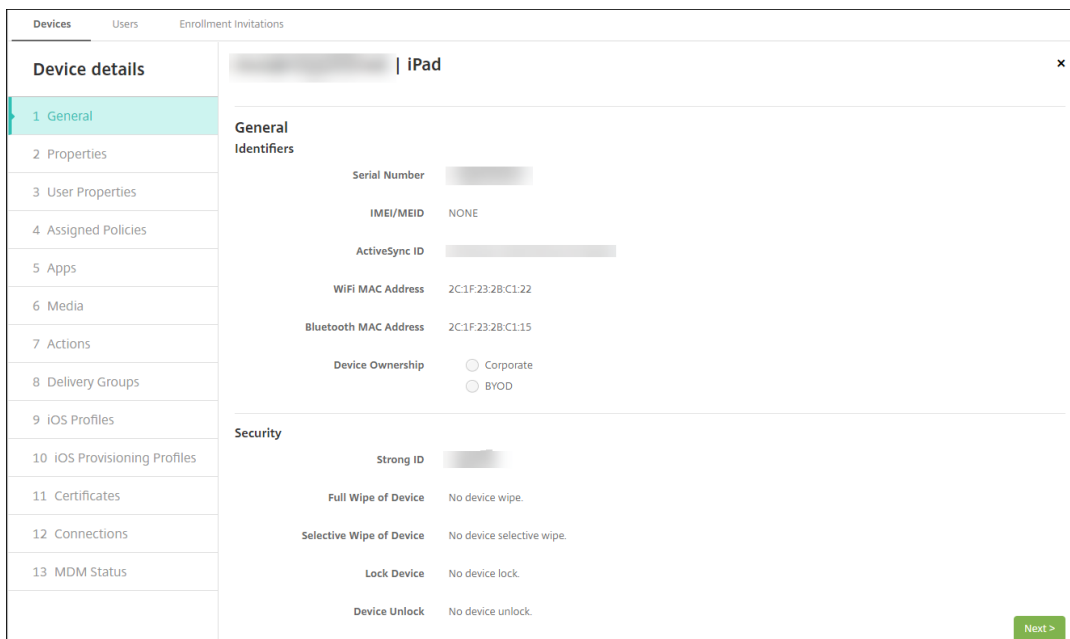 Devices Users Enrollment Invitations
Device details
1 General
2 Properties
3 User Properties
4 Assigned Policies
5 Apps
6 Media
7 Actions
8 Delivery Groups
9 iOS Profiles
10 iOS Provisioning Profiles
11 Certificates
12 Connections
13 MDM Status
| iPad
×
General
Identifiers
Serial Number
IMEI/MEID NONE
ActiveSync ID
WiFi MAC Address 2C:1F:23:2B:C1:22
Bluetooth MAC Address 2C:1F:23:2B:C1:15
Device Ownership Corporate
BYOD
Security
Strong ID
Full Wipe of Device No device wipe.
Selective Wipe of Device No device selective wipe.
Lock Device No device lock.
Device Unlock No device unlock.
Next >